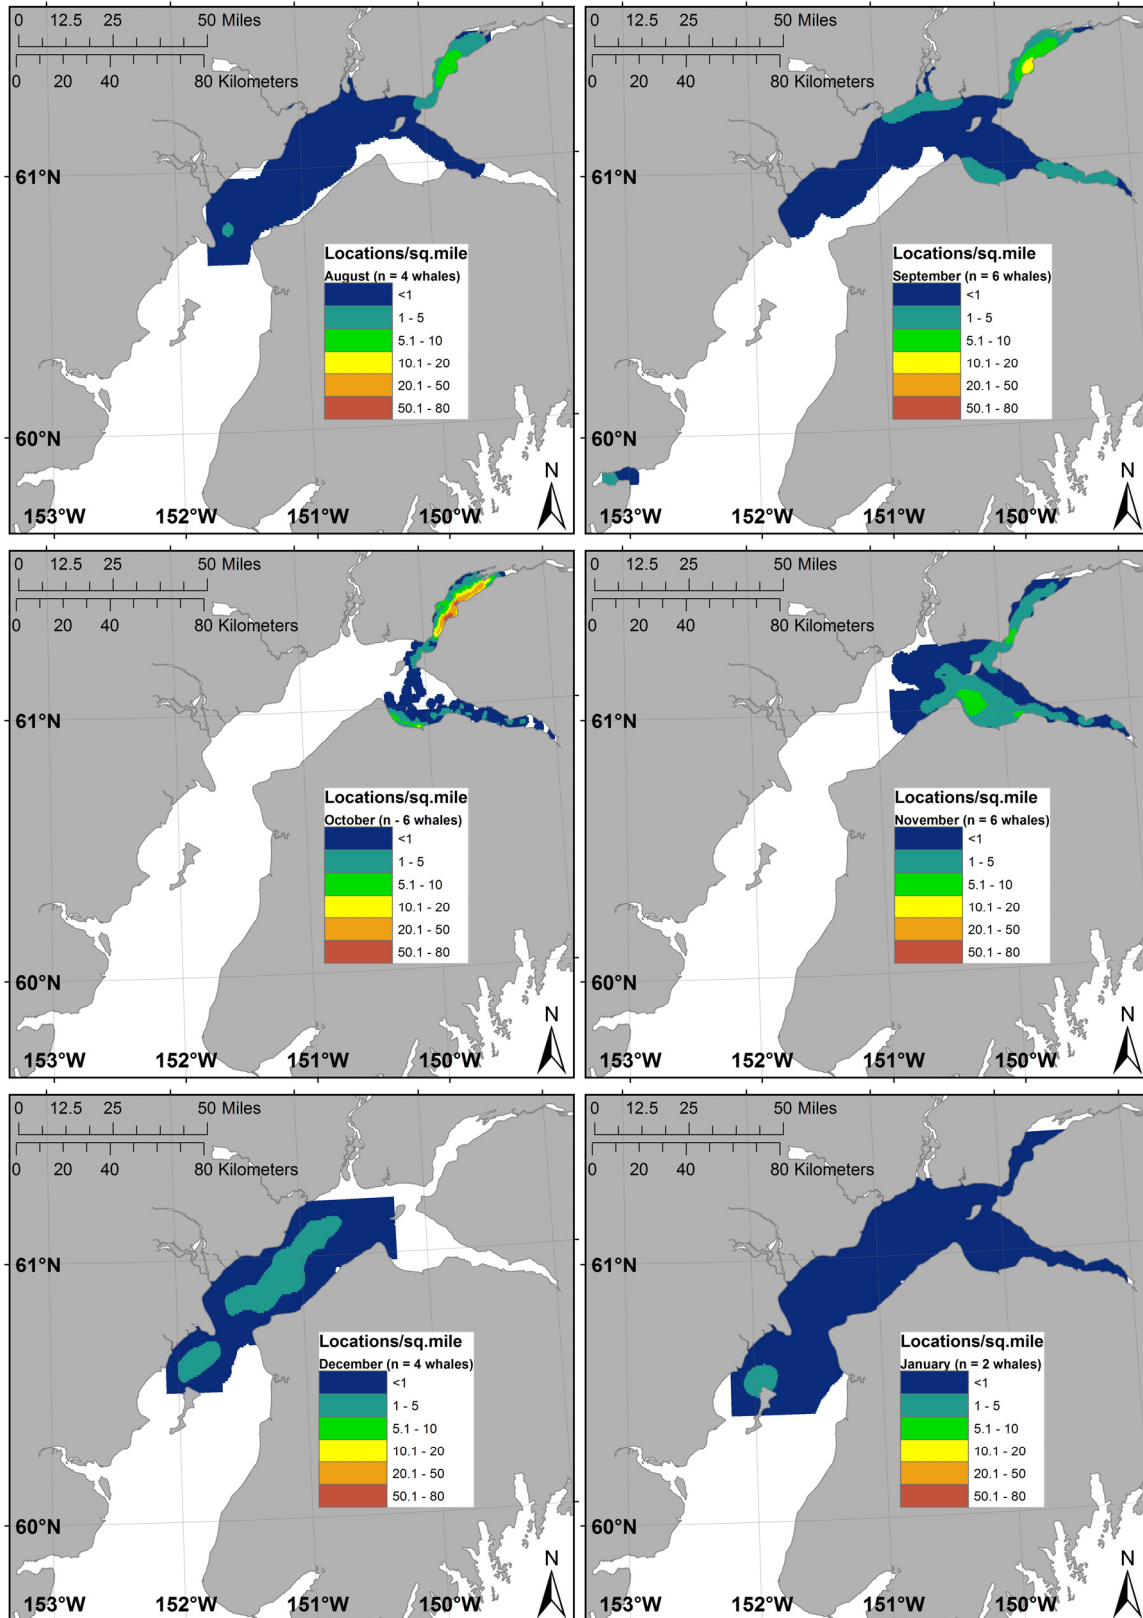 0 12.5 25 50 Miles
0 20 40 80 Kilometers
61°N
60°N
153°W 152°W 151°W 150°W
N
Locations/sq.mile
August (n = 4 whales)
<1
1 - 5
5.1 - 10
10.1 - 20
20.1 - 50
50.1 - 80
0 12.5 25 50 Miles
0 20 40 80 Kilometers
61°N
60°N
153°W 152°W 151°W 150°W
N
Locations/sq.mile
September (n = 6 whales)
<1
1 - 5
5.1 - 10
10.1 - 20
20.1 - 50
50.1 - 80
0 12.5 25 50 Miles
0 20 40 80 Kilometers
61°N
60°N
153°W 152°W 151°W 150°W
N
Locations/sq.mile
October (n - 6 whales)
<1
1 - 5
5.1 - 10
10.1 - 20
20.1 - 50
50.1 - 80
0 12.5 25 50 Miles
0 20 40 80 Kilometers
61°N
60°N
153°W 152°W 151°W 150°W
N
Locations/sq.mile
November (n = 6 whales)
<1
1 - 5
5.1 - 10
10.1 - 20
20.1 - 50
50.1 - 80
0 12.5 25 50 Miles
0 20 40 80 Kilometers
61°N
60°N
153°W 152°W 151°W 150°W
N
Locations/sq.mile
December (n = 4 whales)
<1
1 - 5
5.1 - 10
10.1 - 20
20.1 - 50
50.1 - 80
0 12.5 25 50 Miles
0 20 40 80 Kilometers
61°N
60°N
153°W 152°W 151°W 150°W
N
Locations/sq.mile
January (n = 2 whales)
<1
1 - 5
5.1 - 10
10.1 - 20
20.1 - 50
50.1 - 80